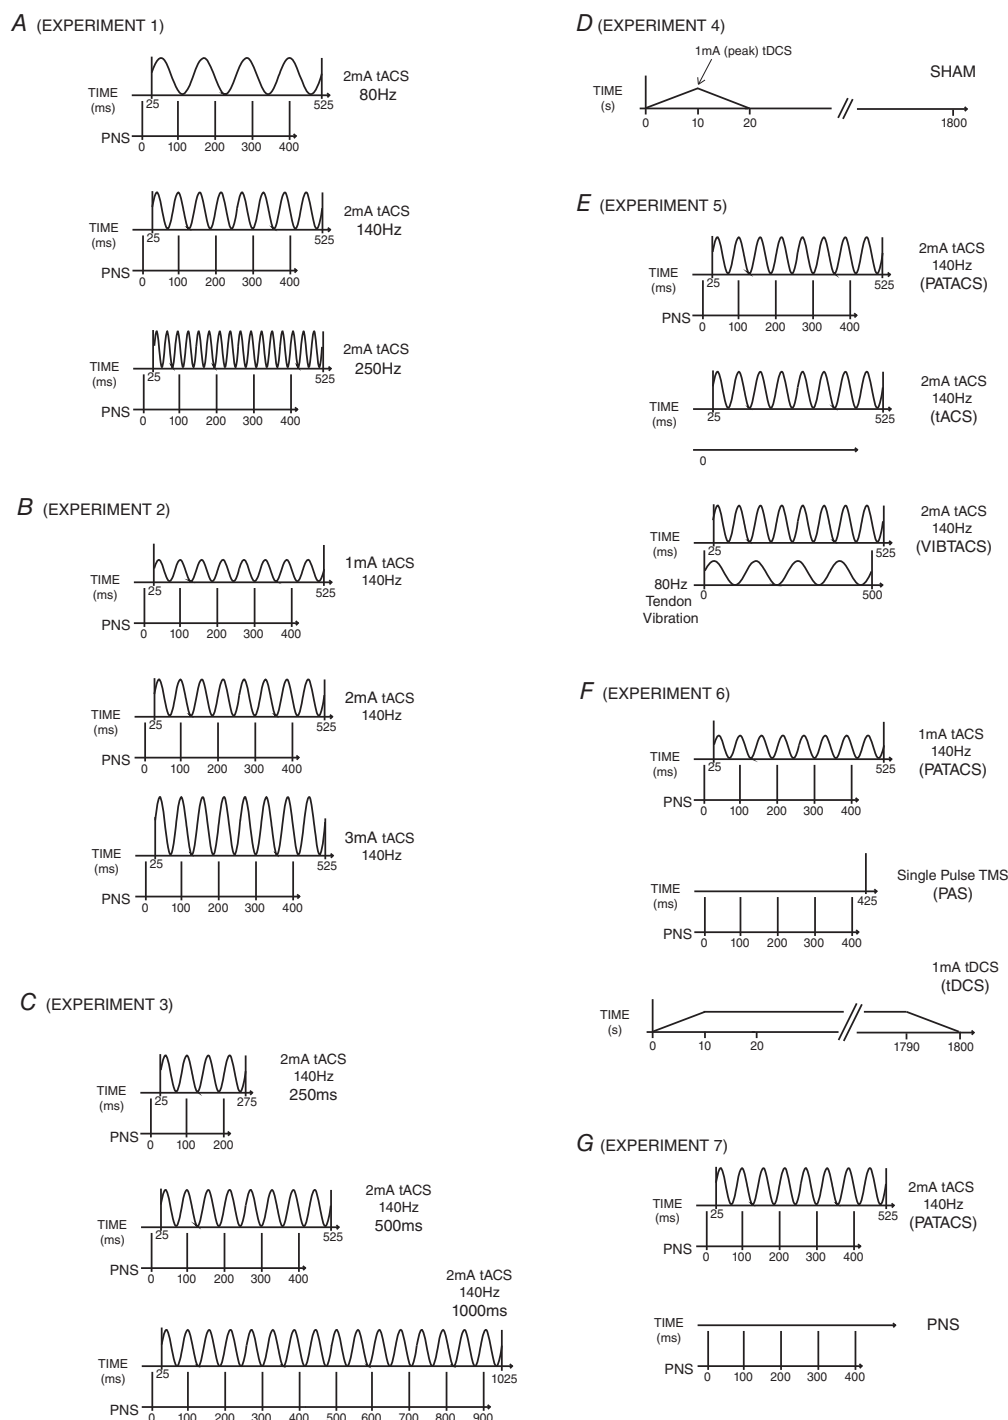 A (EXPERIMENT 1)
2mA tACS
80Hz
TIME
(ms)
25
525
PNS
0 100 200 300 400
2mA tACS
140Hz
TIME
(ms)
25
525
PNS
0 100 200 300 400
2mA tACS
250Hz
TIME
(ms)
25
525
PNS
0 100 200 300 400
B (EXPERIMENT 2)
1mA tACS
140Hz
TIME
(ms)
25
525
PNS
0 100 200 300 400
2mA tACS
140Hz
TIME
(ms)
25
525
PNS
0 100 200 300 400
3mA tACS
140Hz
TIME
(ms)
25
525
PNS
0 100 200 300 400
C (EXPERIMENT 3)
2mA tACS
140Hz
250ms
TIME
(ms)
25
275
PNS
0 100 200
2mA tACS
140Hz
500ms
TIME
(ms)
25
525
PNS
0 100 200 300 400
2mA tACS
140Hz
1000ms
TIME
(ms)
25
1025
PNS
0 100 200 300 400 500 600 700 800 900
D (EXPERIMENT 4)
1mA (peak) tDCS
SHAM
TIME
(s)
0 10 20 1800
E (EXPERIMENT 5)
2mA tACS
140Hz
(PATACS)
TIME
(ms)
25
525
PNS
0 100 200 300 400
2mA tACS
140Hz
(tACS)
TIME
(ms)
25
525
0
2mA tACS
140Hz
(VIBTACS)
TIME
(ms)
25
525
80Hz
Tendon
Vibration
0 500
F (EXPERIMENT 6)
1mA tACS
140Hz
(PATACS)
TIME
(ms)
25
525
PNS
0 100 200 300 400
Single Pulse TMS
(PAS)
TIME
(ms)
425
PNS
0 100 200 300 400
1mA tDCS
(tDCS)
TIME
(s)
0 10 20 1790 1800
G (EXPERIMENT 7)
2mA tACS
140Hz
(PATACS)
TIME
(ms)
25
525
PNS
0 100 200 300 400
PNS
TIME
(ms)
PNS
0 100 200 300 400